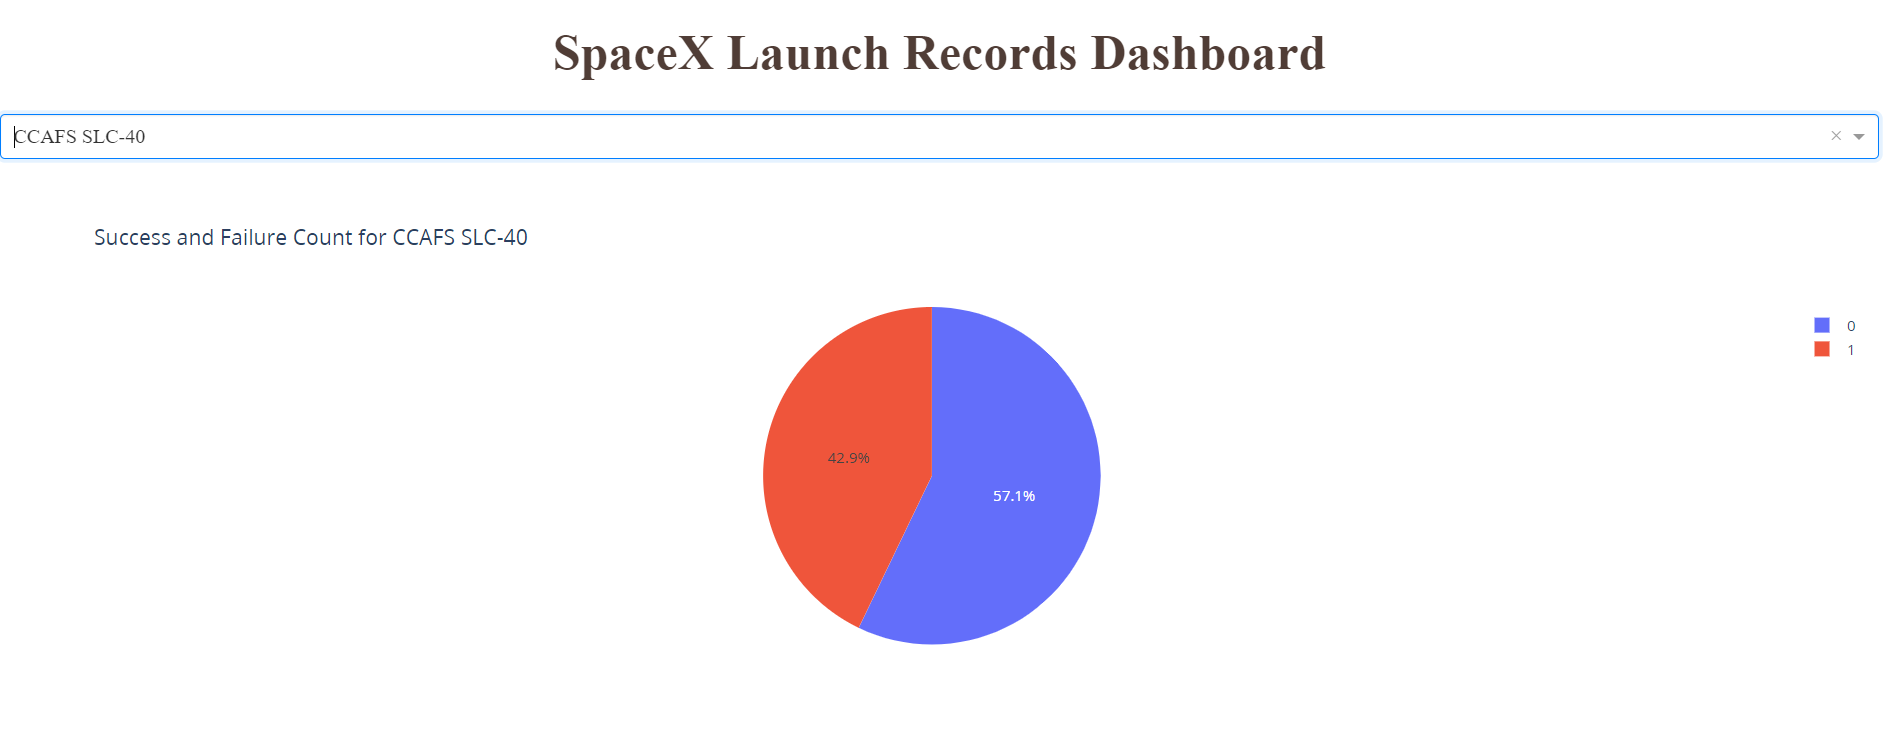 SpaceX Launch Records Dashboard
CCAFS SLC-40
Success and Failure Count for CCAFS SLC-40
0
1
42.9%
57.1%